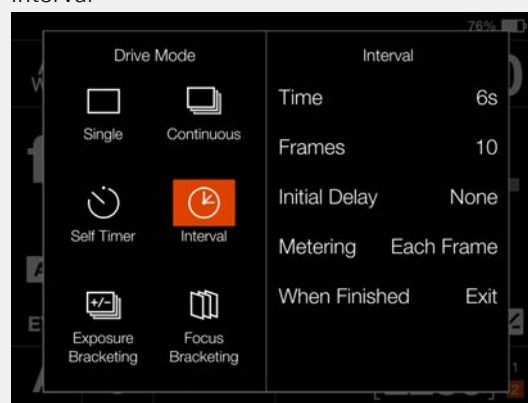 Interval
76%
Drive Mode
Single
Continuous
Self Timer
Interval
+/-
Exposure
Bracketing
Focus
Bracketing
Interval
Time 6s
Frames 10
Initial Delay None
Metering Each Frame
When Finished Exit